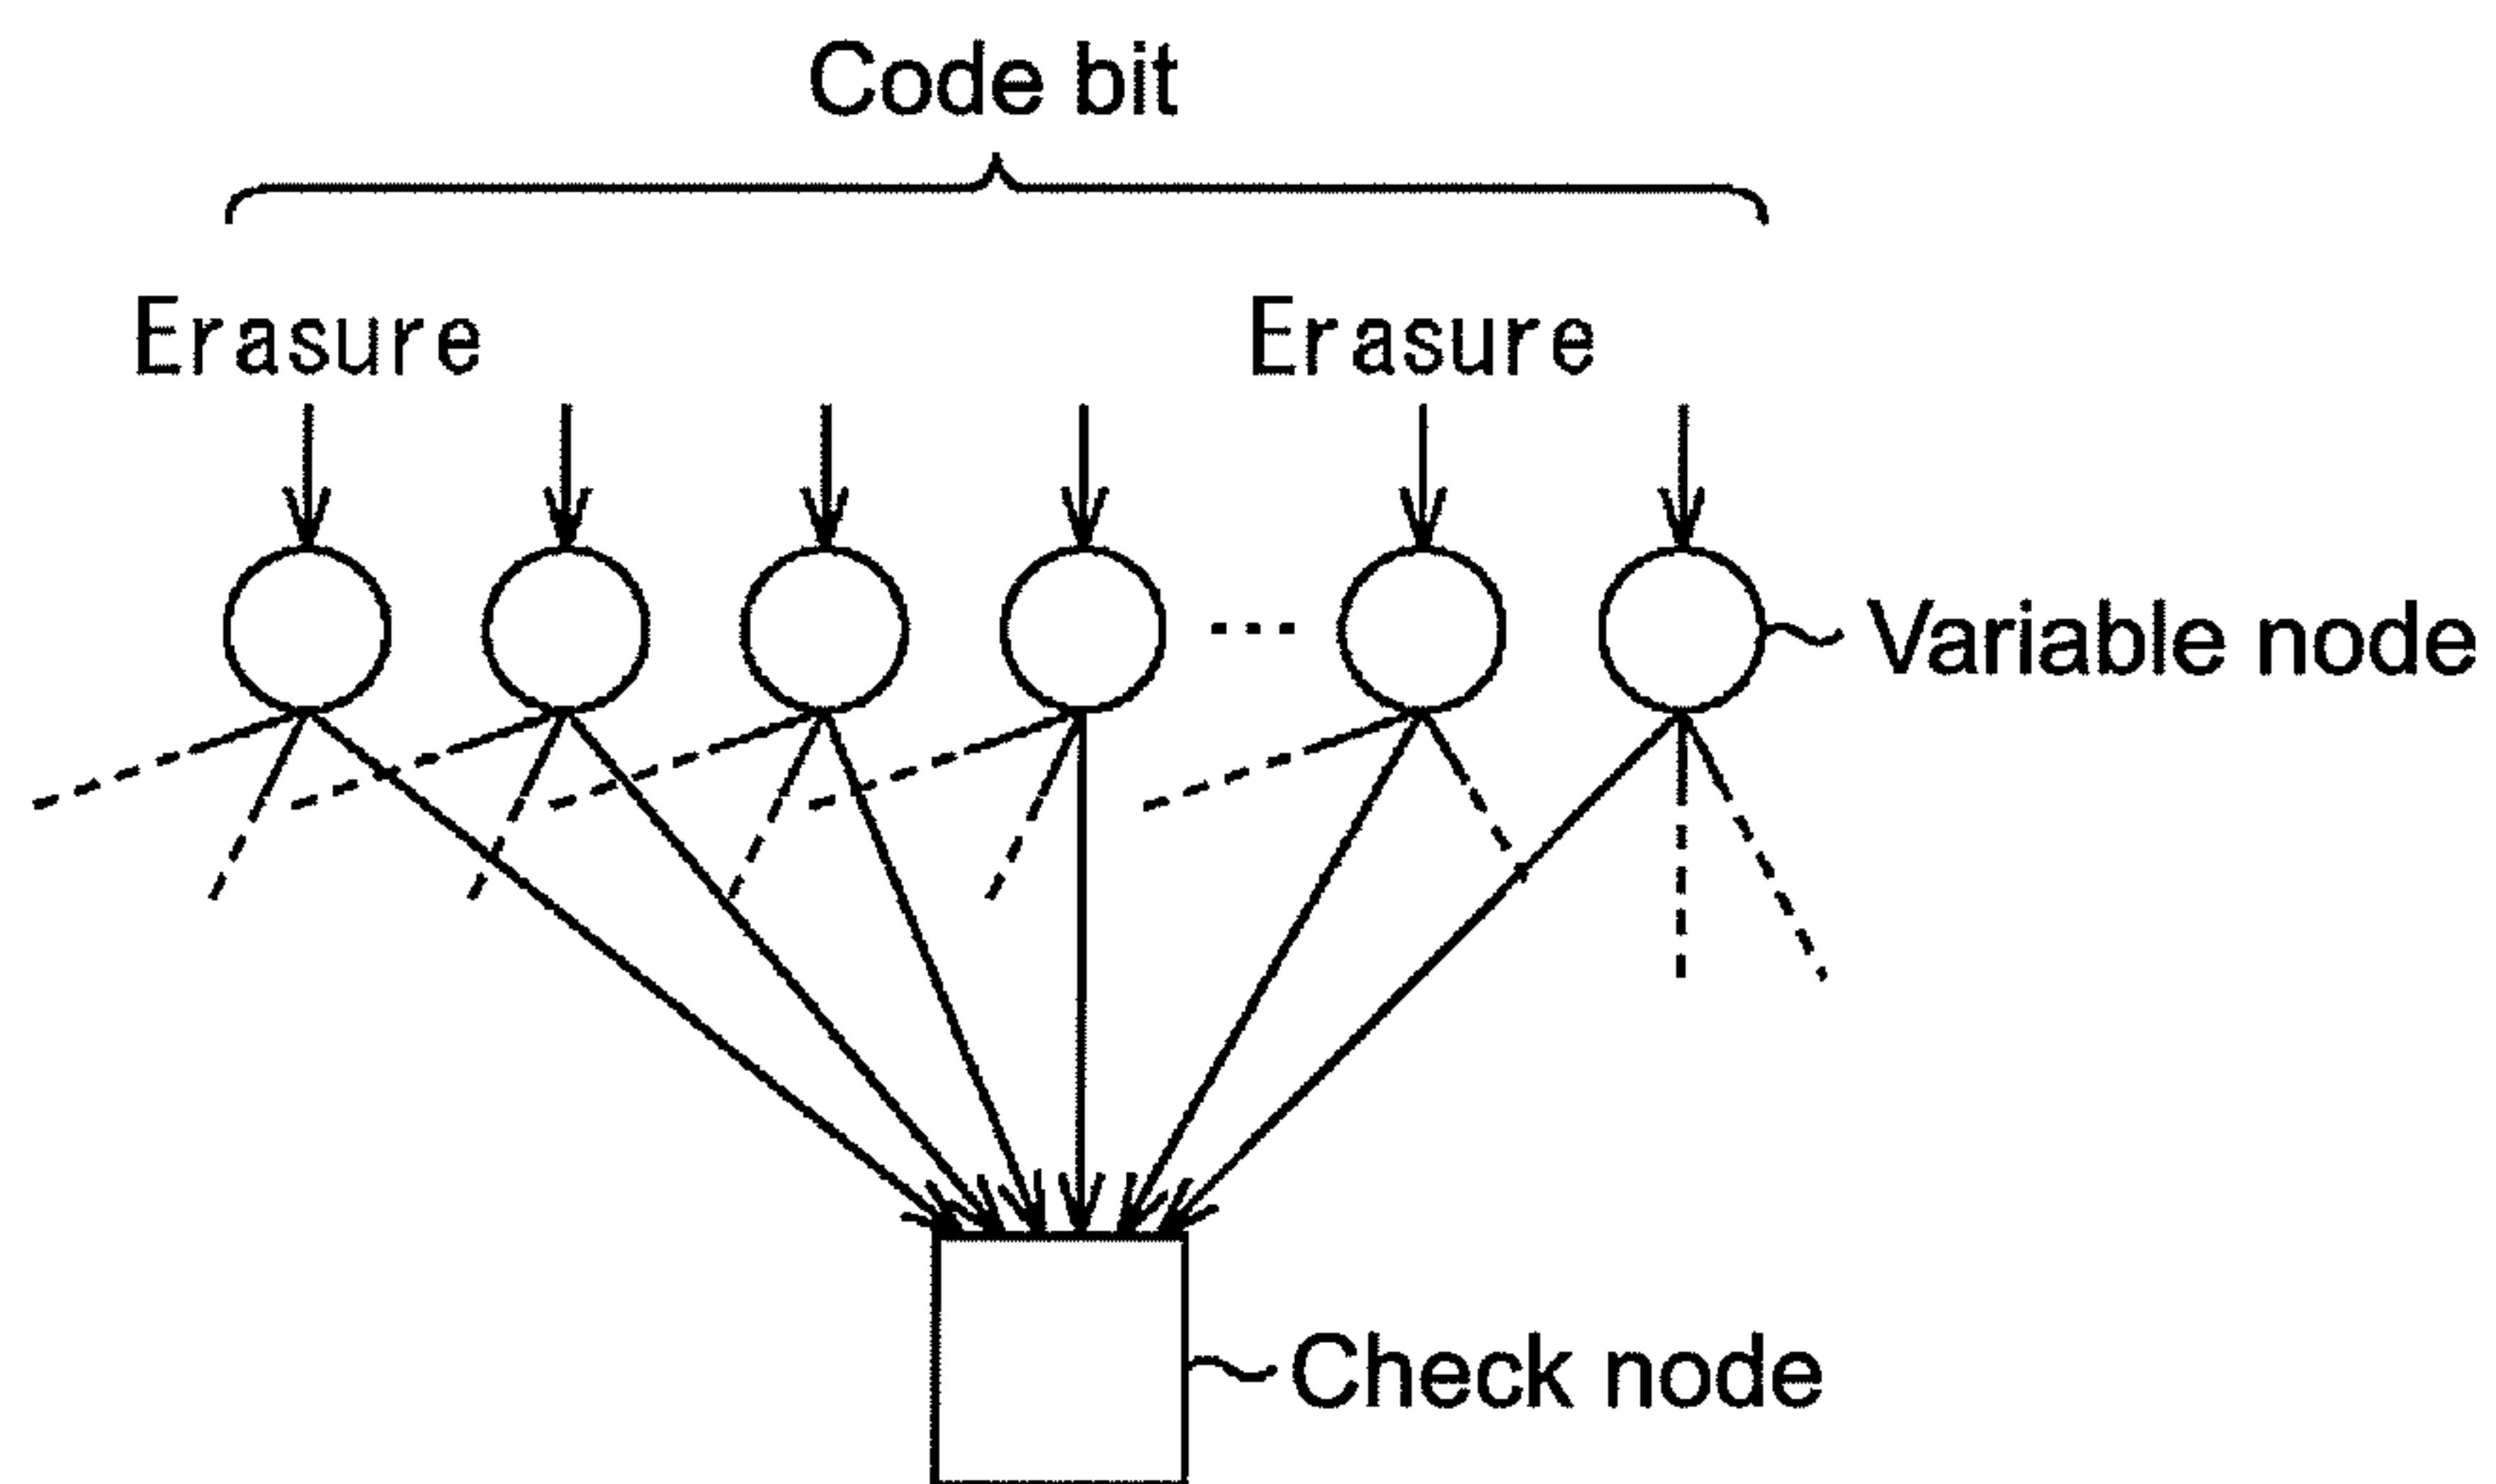 Code bit
Erasure
Erasure
...
Variable node
Check node